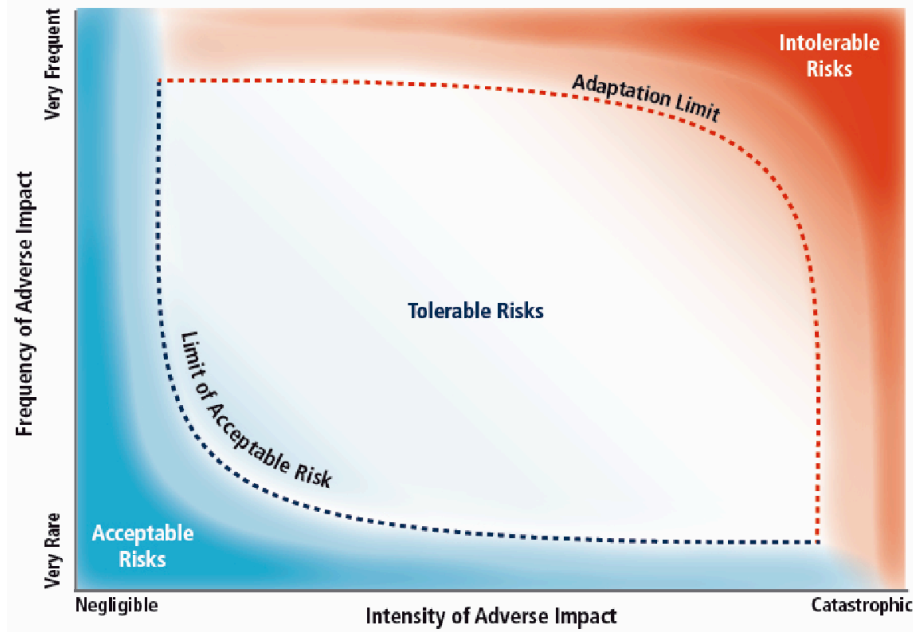 Very Frequent
Intolerable
Risks
Adaptation Limit
Frequency of Adverse Impact
Tolerable Risks
Limit of Acceptable Risk
Acceptable
Risks
Very Rare
Negligible
Intensity of Adverse Impact
Catastrophic